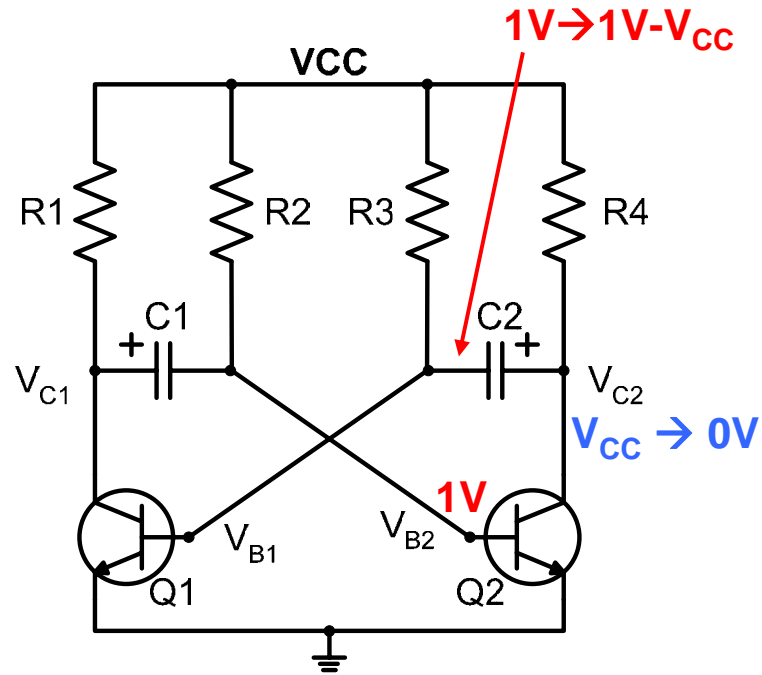 1V→1V-VCC
VCC
R1
R2
R3
R4
C1
C2
+
+
VC1
VC2
VCC → 0V
1V
VB1
VB2
Q1
Q2